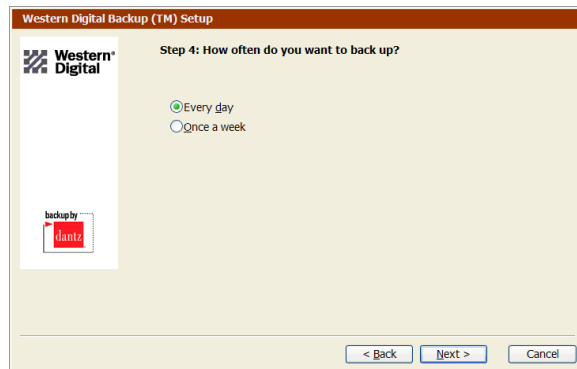 Western Digital Backup (TM) Setup
Western®
Digital
Step 4: How often do you want to back up?
Every day
Once a week
backup by
dantz
< Back Next > Cancel